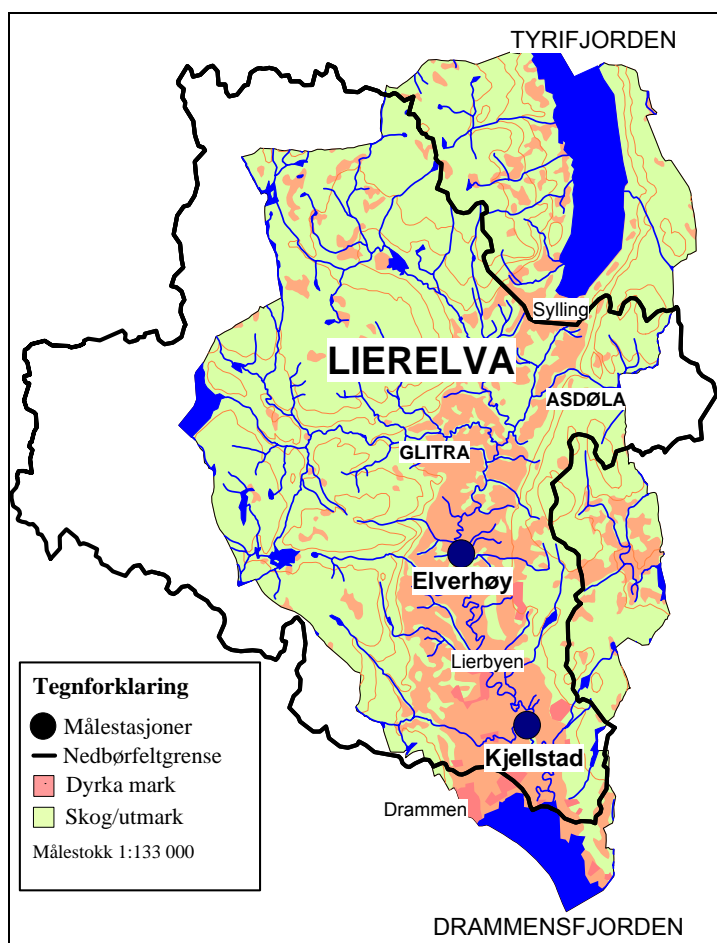 TYRIFJORDEN
Sylling
LIERELVA
ASDØLA
GLITRA
Elverhøy
Lierbyen
Kjellstad
Drammen
DRAMMENSFJORDEN
Tegnforklaring
Målestasjoner
Nedbørfeltgrense
Dyrka mark
Skog/utmark
Målestokk 1:133 000